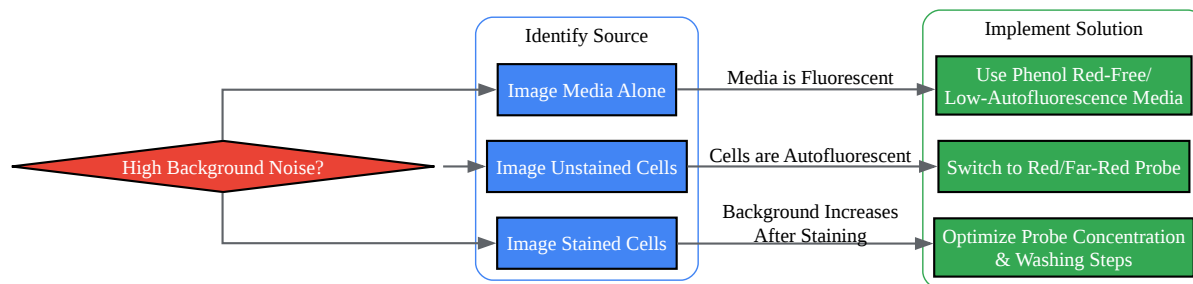 Identify Source
Implement Solution
High Background Noise?
Image Media Alone
Media is Fluorescent
Use Phenol Red-Free/
Low-Autofluorescence Media
Image Unstained Cells
Cells are Autofluorescent
Switch to Red/Far-Red Probe
Image Stained Cells
Background Increases
After Staining
Optimize Probe Concentration
& Washing Steps